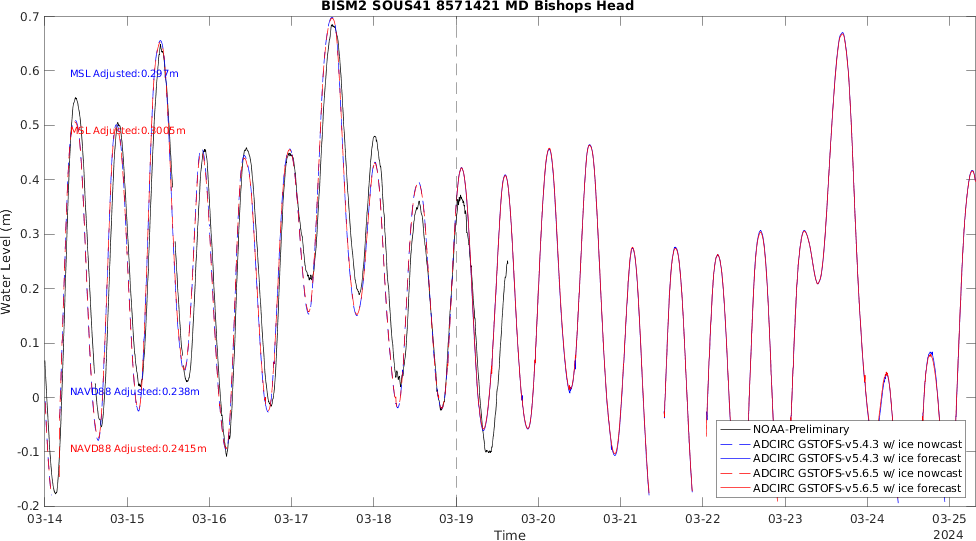 BISM2 SOUS41 8571421 MD Bishops Head
0.7
0.6
0.5
0.4
0.3
0.2
0.1
0
-0.1
-0.2
Water Level (m)
MSL Adjusted:0.297m
MSL Adjusted:0.3005m
NAVD88 Adjusted:0.238m
NAVD88 Adjusted:0.2415m
NOAA-Preliminary
ADCIRC GSTOFS-v5.4.3 w/ ice nowcast
ADCIRC GSTOFS-v5.4.3 w/ ice forecast
ADCIRC GSTOFS-v5.6.5 w/ ice nowcast
ADCIRC GSTOFS-v5.6.5 w/ ice forecast
03-14 03-15 03-16 03-17 03-18 03-19 03-20 03-21 03-22 03-23 03-24 03-25
Time 2024